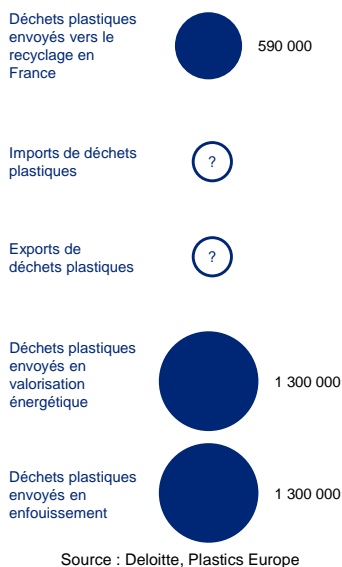 Déchets plastiques
envoyés vers le
recyclage en
France
590 000
Imports de déchets
plastiques
?
Exports de
déchets plastiques
?
Déchets plastiques
envoyés en
valorisation
énergétique
1 300 000
Déchets plastiques
envoyés en
enfouissement
1 300 000
Source : Deloitte, Plastics Europe